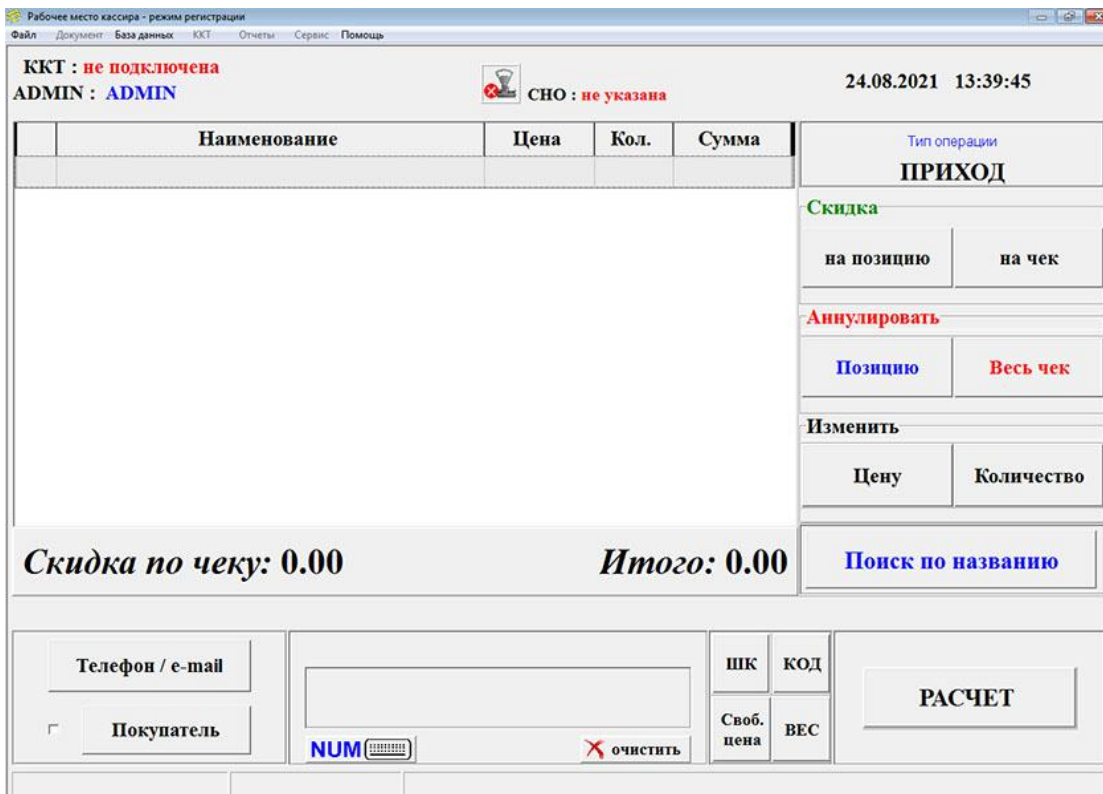 Рабочее место кассира - режим регистрации
Файл Документ База данных ККТ Отчеты Сервис Помощь
ККТ : не подключена
ADMIN : ADMIN
СНО : не указана
24.08.2021 13:39:45
Наименование Цена Кол. Сумма
Тип операции
ПРИХОД
Скидка
на позицию на чек
Аннулировать
Позицию Весь чек
Изменить
Цену Количество
Скидка по чеку: 0.00 Итого: 0.00
Поиск по названию
Телефон / e-mail
Покупатель
NUM
очистить
ШК КОД
Своб.
цена
ВЕС
РАСЧЕТ